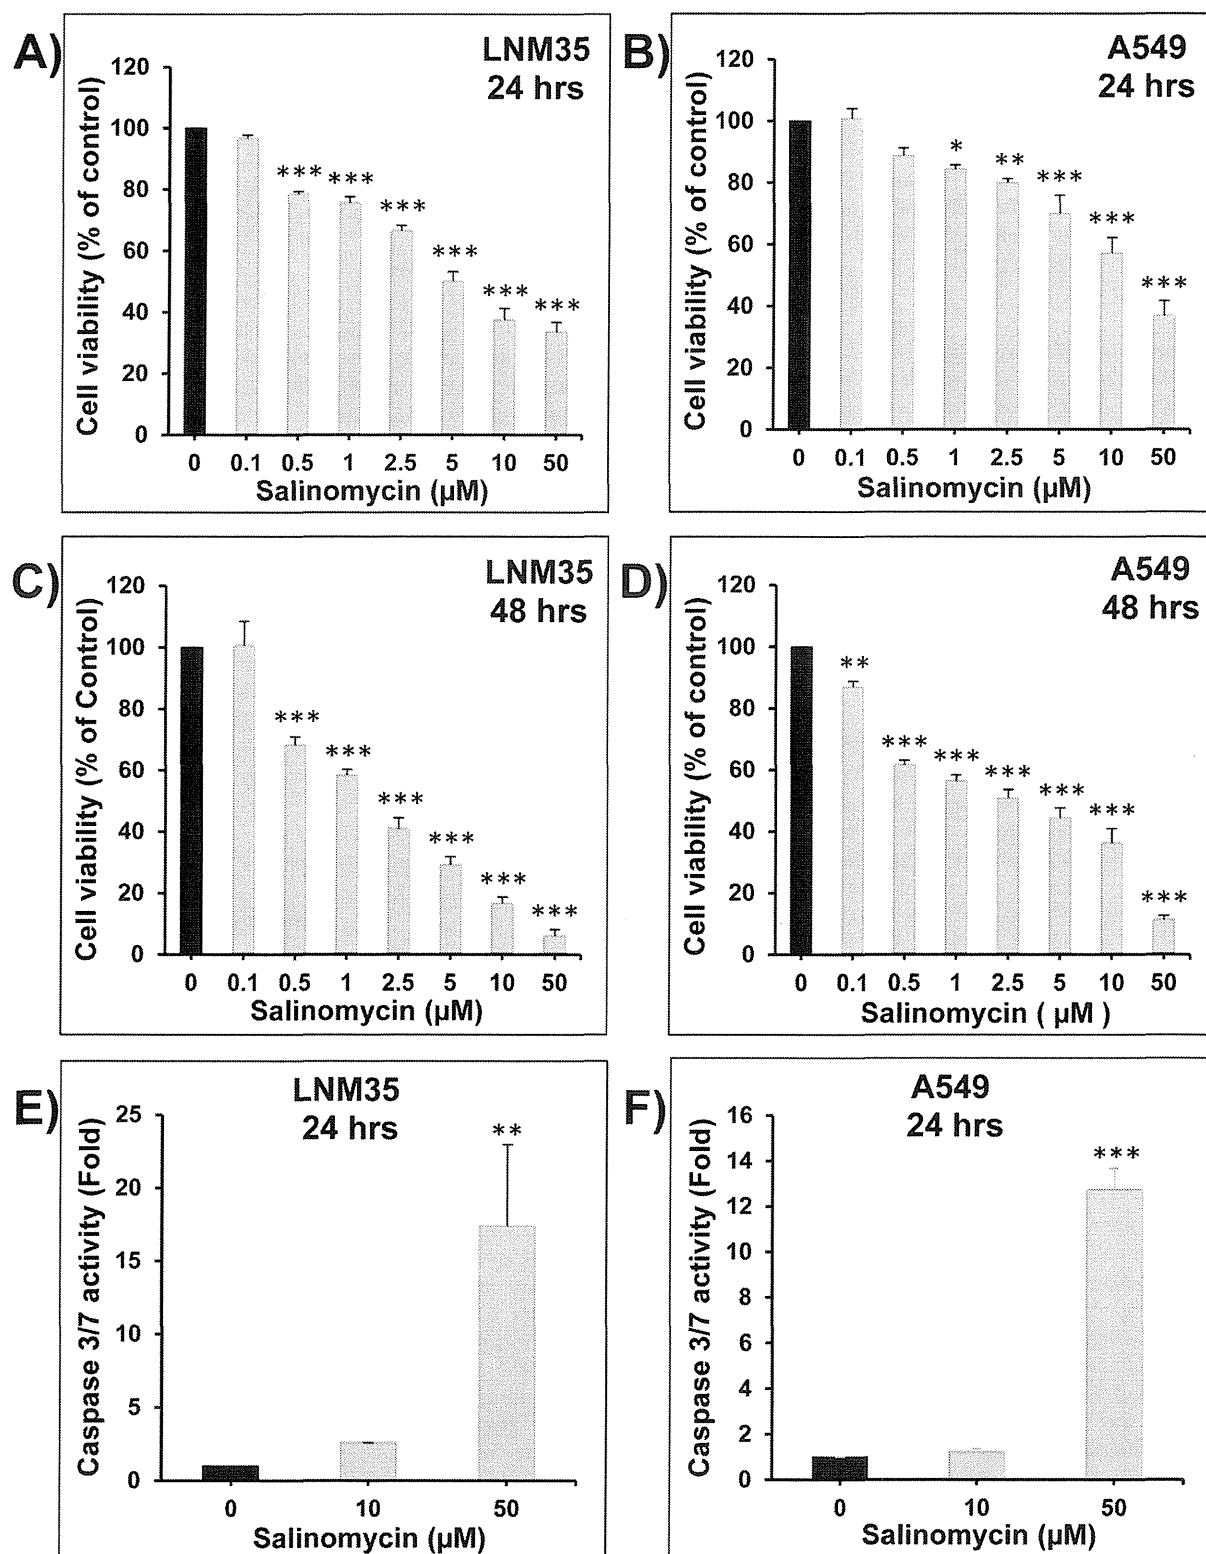 A)
LNM35
24 hrs
120
100
80
60
40
20
0
Cell viability (% of control)
***
***
***
***
***
***
0 0.1 0.5 1 2.5 5 10 50
Salinomycin (µM)
B)
A549
24 hrs
120
100
80
60
40
20
0
Cell viability (% of control)
*
**
***
***
***
0 0.1 0.5 1 2.5 5 10 50
Salinomycin (µM)
C)
LNM35
48 hrs
120
100
80
60
40
20
0
Cell viability (% of Control)
***
***
***
***
***
***
0 0.1 0.5 1 2.5 5 10 50
Salinomycin (µM)
D)
A549
48 hrs
120
100
80
60
40
20
0
Cell viability (% of control)
**
***
***
***
***
***
***
0 0.1 0.5 1 2.5 5 10 50
Salinomycin ( µM )
E)
LNM35
24 hrs
25
20
15
10
5
0
Caspase 3/7 activity (Fold)
**
0 10 50
Salinomycin (µM)
F)
A549
24 hrs
16
14
12
10
8
6
4
2
0
Caspase 3/7 activity (Fold)
***
0 10 50
Salinomycin (µM)